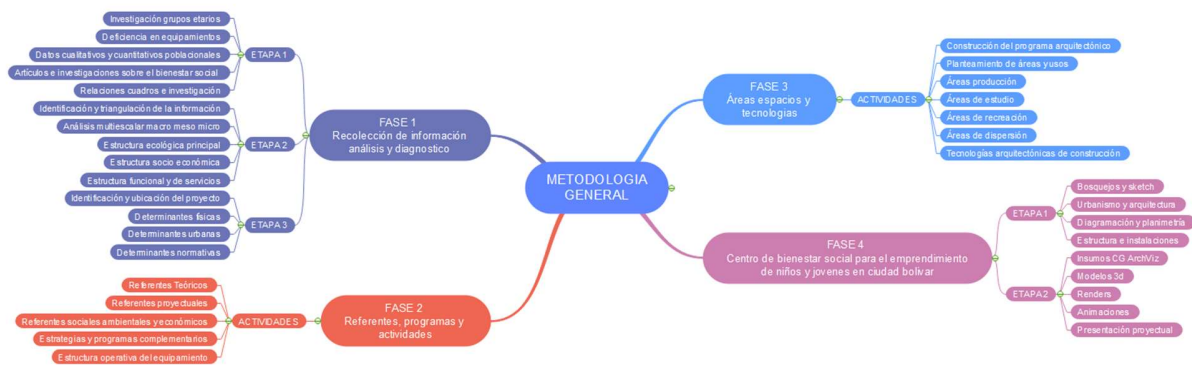 METODOLOGIA
GENERAL
FASE 1
Recolección de información
análisis y diagnostico
ETAPA 1
Investigación grupos etarios
Deficiencia en equipamientos
Datos cualitativos y cuantitativos poblacionales
Artículos e investigaciones sobre el bienestar social
Relaciones cuadros e investigación
ETAPA 2
Identificación y triangulación de la información
Análisis multiescalar macro meso micro
Estructura ecológica principal
Estructura socio económica
Estructura funcional y de servicios
ETAPA 3
Identificación y ubicación del proyecto
Determinantes físicas
Determinantes urbanas
Determinantes normativas
FASE 2
Referentes, programas y
actividades
ACTIVIDADES
Referentes Teóricos
Referentes proyectuales
Referentes sociales ambientales y económicos
Estrategias y programas complementarios
Estructura operativa del equipamiento
FASE 3
Áreas espacios y
tecnologias
ACTIVIDADES
Construcción del programa arquitectónico
Planteamiento de áreas y usos
Áreas producción
Áreas de estudio
Áreas de recreación
Áreas de dispersión
Tecnologías arquitectónicas de construcción
FASE 4
Centro de bienestar social para el emprendimiento
de niños y jovenes en ciudad bolivar
ETAPA1
Bosquejos y sketch
Urbanismo y arquitectura
Diagramación y planimetría
Estructura e instalaciones
ETAPA2
Insumos CG ArchViz
Modelos 3d
Renders
Animaciones
Presentación proyectual